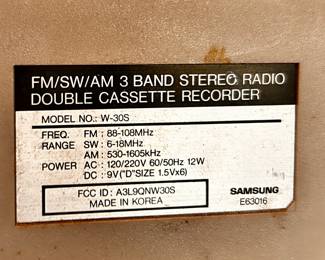 FM/SW/AM 3 BAND STEREO RADIO
DOUBLE CASSETTE RECORDER
MODEL NO.: W-30S
FREQ. FM : 88-108MHz
RANGE SW : 6-18MHz
AM : 530-1605kHz
POWER AC : 120/220V 60/50Hz 12W
DC : 9V("D"SIZE 1.5Vx6)
FCC ID : A3L9QNW30S SAMSUNG
MADE IN KOREA E63016